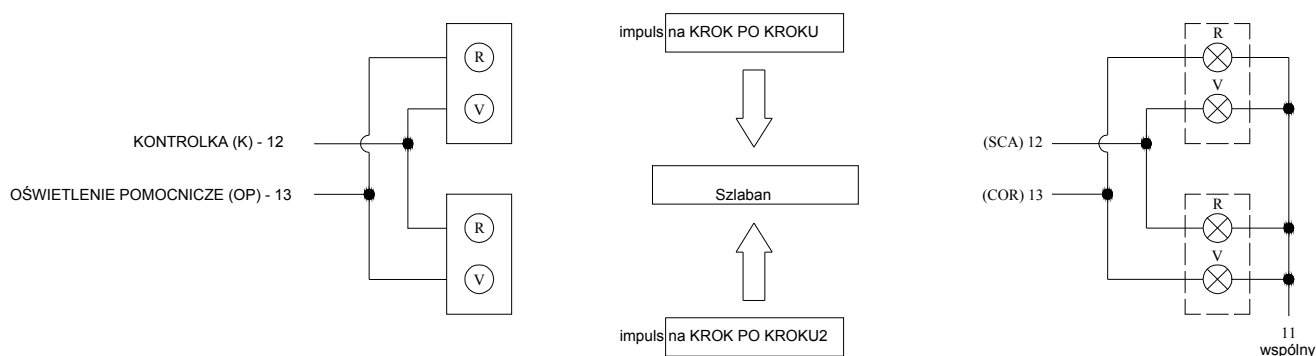 R
V
KONTROLKA (K) - 12
OŚWIETLENIE POMOCNICZE (OP) - 13
R
V
impuls na KROK PO KROKU
Szlaban
impuls na KROK PO KROKU2
R
V
(SCA) 12
(COR) 13
R
V
11
wspólny